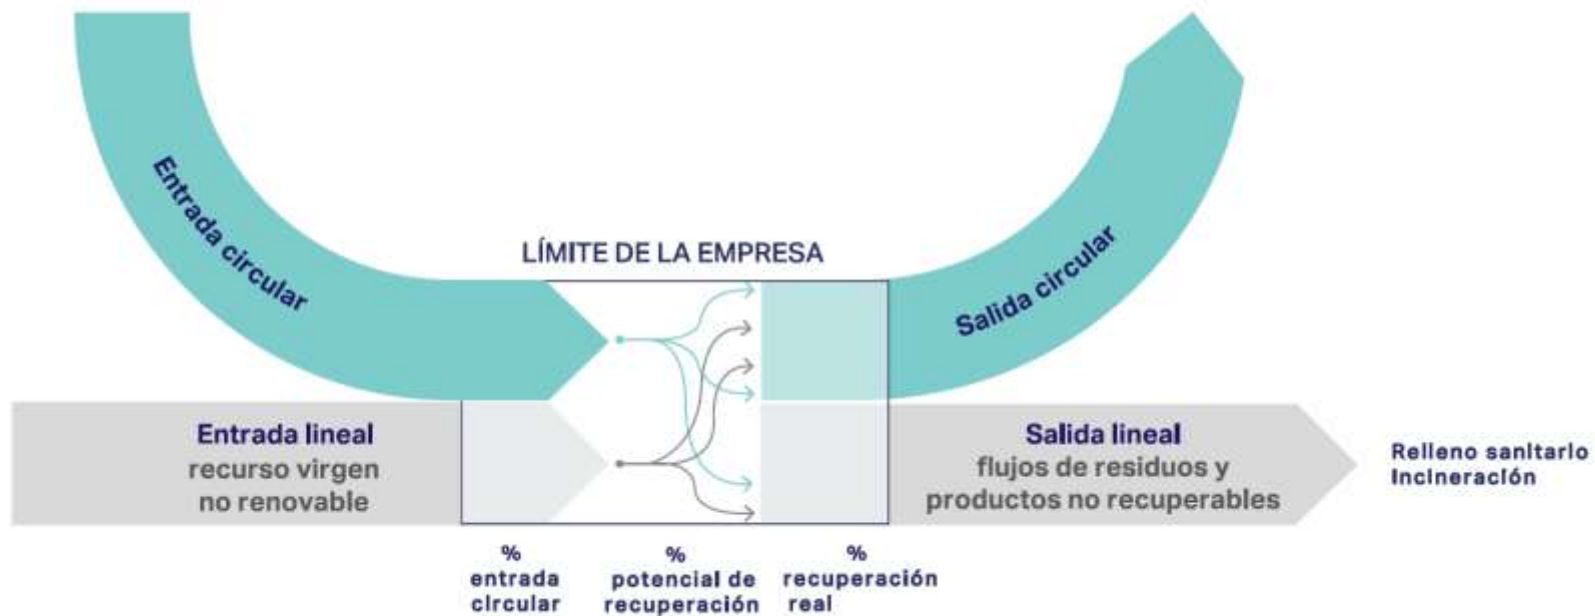 Entrada circular
LÍMITE DE LA EMPRESA
Salida circular
Entrada lineal
recurso virgen
no renovable
Salida lineal
flujos de residuos y
productos no recuperables
Relleno sanitario
Incineración
%
entrada
circular
%
potencial de
recuperación
%
recuperación
real